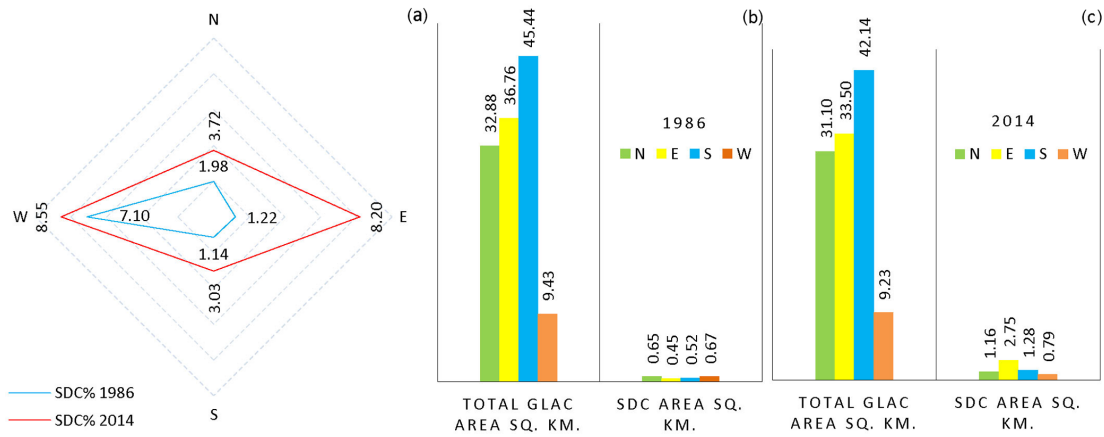 N
3.72
1.98
W
8.55
7.10
1.22
8.20
E
1.14
3.03
S
SDC% 1986
SDC% 2014
(a)
32.88
36.76
45.44
9.43
TOTAL GLAC
AREA SQ. KM.
(b)
1986
N E S W
0.65
0.45
0.52
0.67
SDC AREA SQ.
KM.
31.10
33.50
42.14
9.23
TOTAL GLAC
AREA SQ. KM.
(c)
2014
N E S W
1.16
2.75
1.28
0.79
SDC AREA SQ.
KM.